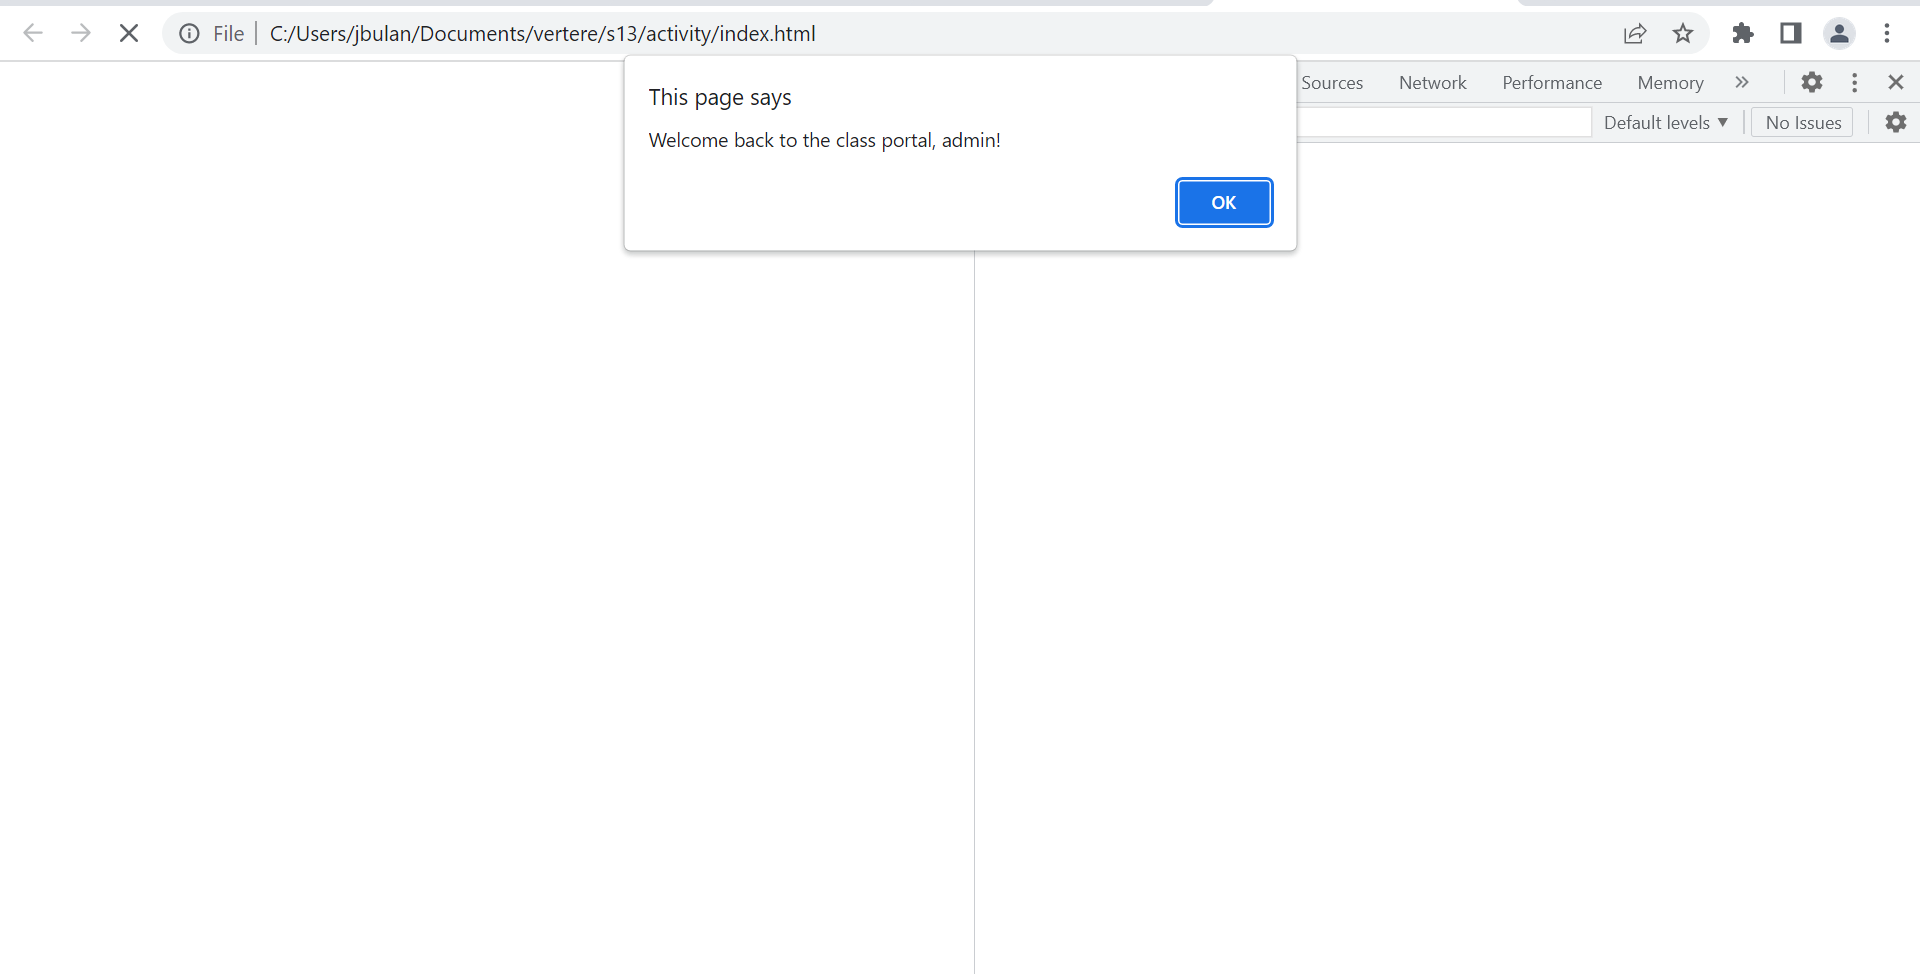 File C:/Users/jbulan/Documents/vertere/s13/activity/index.html
This page says
Welcome back to the class portal, admin!
OK
Sources Network Performance Memory
Default levels ▼ No Issues